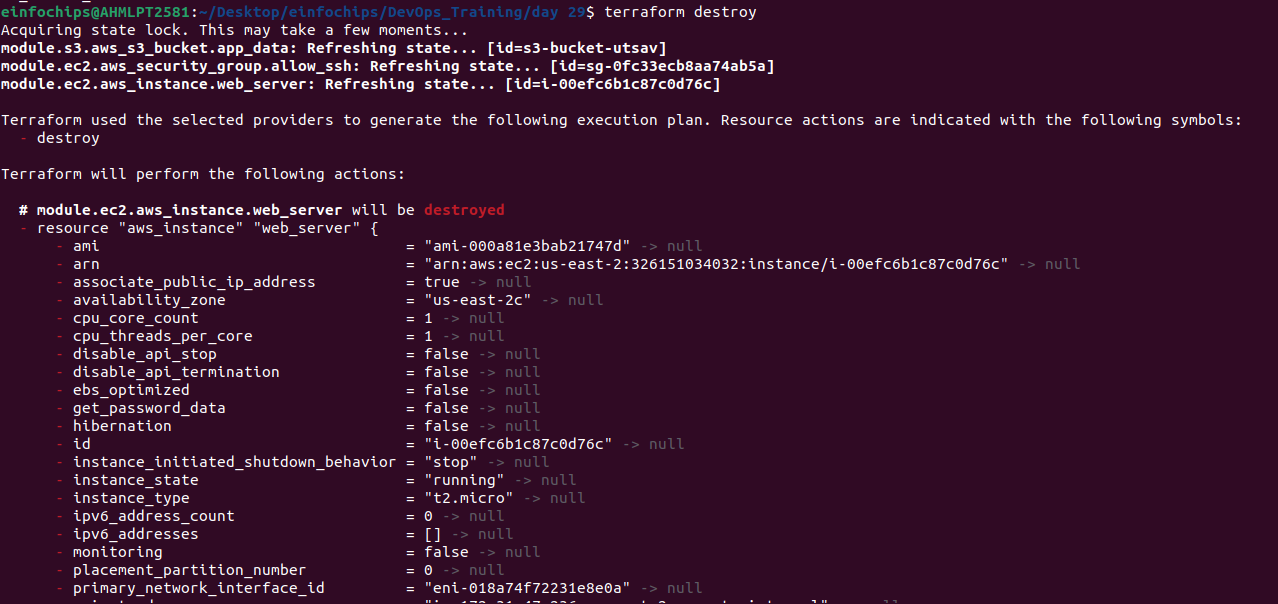 einfochips@AHMLPT2581:~/Desktop/einfochips/DevOps_Training/day 29$ terraform destroy
Acquiring state lock. This may take a few moments...
module.s3.aws_s3_bucket.app_data: Refreshing state... [id=s3-bucket-utsav]
module.ec2.aws_security_group.allow_ssh: Refreshing state... [id=sg-0fc33ecb8aa74ab5a]
module.ec2.aws_instance.web_server: Refreshing state... [id=i-00efc6b1c87c0d76c]
Terraform used the selected providers to generate the following execution plan. Resource actions are indicated with the following symbols:
- destroy
Terraform will perform the following actions:
# module.ec2.aws_instance.web_server will be destroyed
- resource "aws_instance" "web_server" {
- ami = "ami-000a81e3bab21747d" -> null
- arn = "arn:aws:ec2:us-east-2:326151034032:instance/i-00efc6b1c87c0d76c" -> null
- associate_public_ip_address = true -> null
- availability_zone = "us-east-2c" -> null
- cpu_core_count = 1 -> null
- cpu_threads_per_core = 1 -> null
- disable_api_stop = false -> null
- disable_api_termination = false -> null
- ebs_optimized = false -> null
- get_password_data = false -> null
- hibernation = false -> null
- id = "i-00efc6b1c87c0d76c" -> null
- instance_initiated_shutdown_behavior = "stop" -> null
- instance_state = "running" -> null
- instance_type = "t2.micro" -> null
- ipv6_address_count = 0 -> null
- ipv6_addresses = [] -> null
- monitoring = false -> null
- placement_partition_number = 0 -> null
- primary_network_interface_id = "eni-018a74f72231e8e0a" -> null